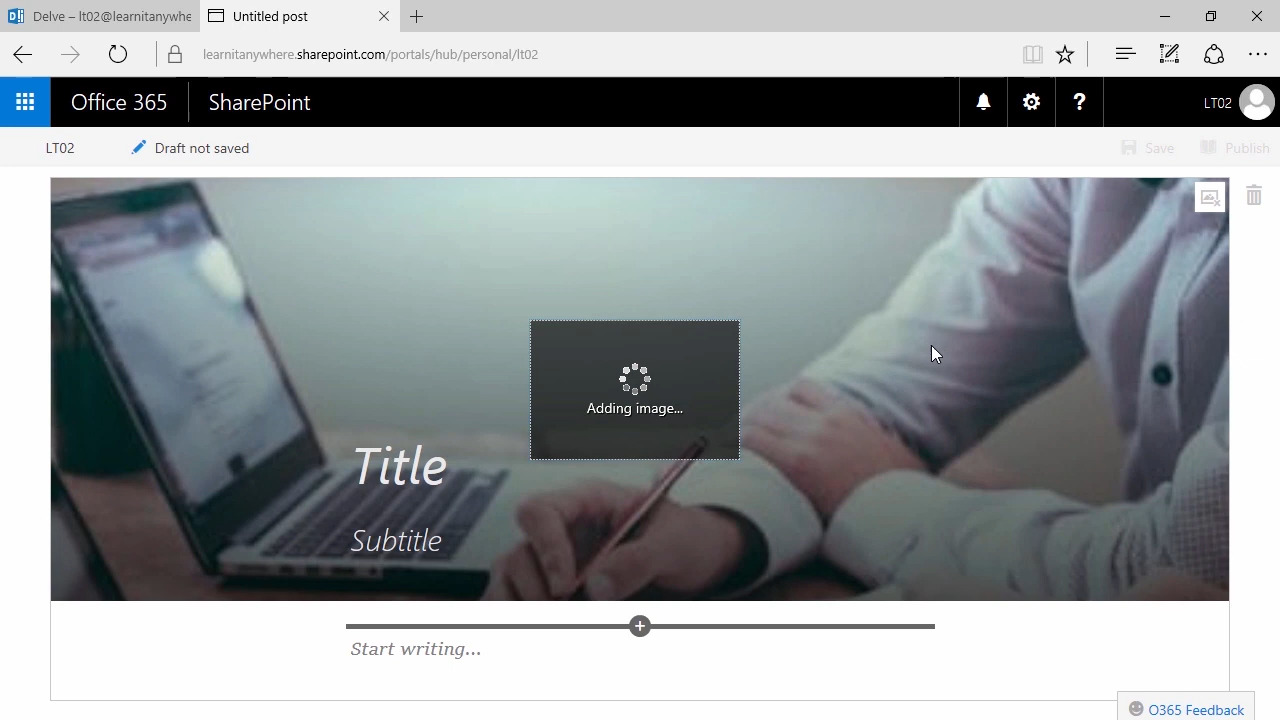 Delve – lt02@learnitanywhe
Untitled post
learnitanywhere.sharepoint.com/portals/hub/personal/lt02
Office 365
SharePoint
?
LT02
LT02
Draft not saved
Save
Publish
Adding image...
Title
Subtitle
Start writing...
O365 Feedback